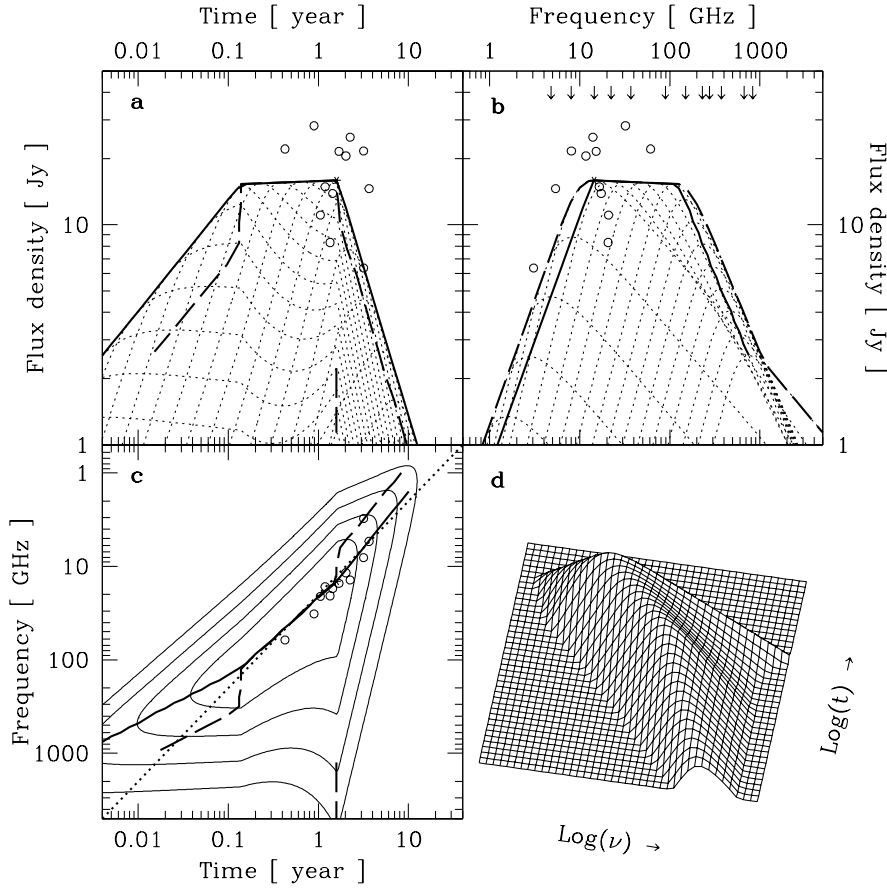 Time [ year ]
Frequency [ GHz ]
0.01 0.1 1 10
1 10 100 1000
a
b
Flux density [ Jy ]
10
1
10
1
Flux density [ Jy ]
c
d
Frequency [ GHz ]
1
10
100
1000
Log(t) →
Log(ν) →
0.01 0.1 1 10
Time [ year ]